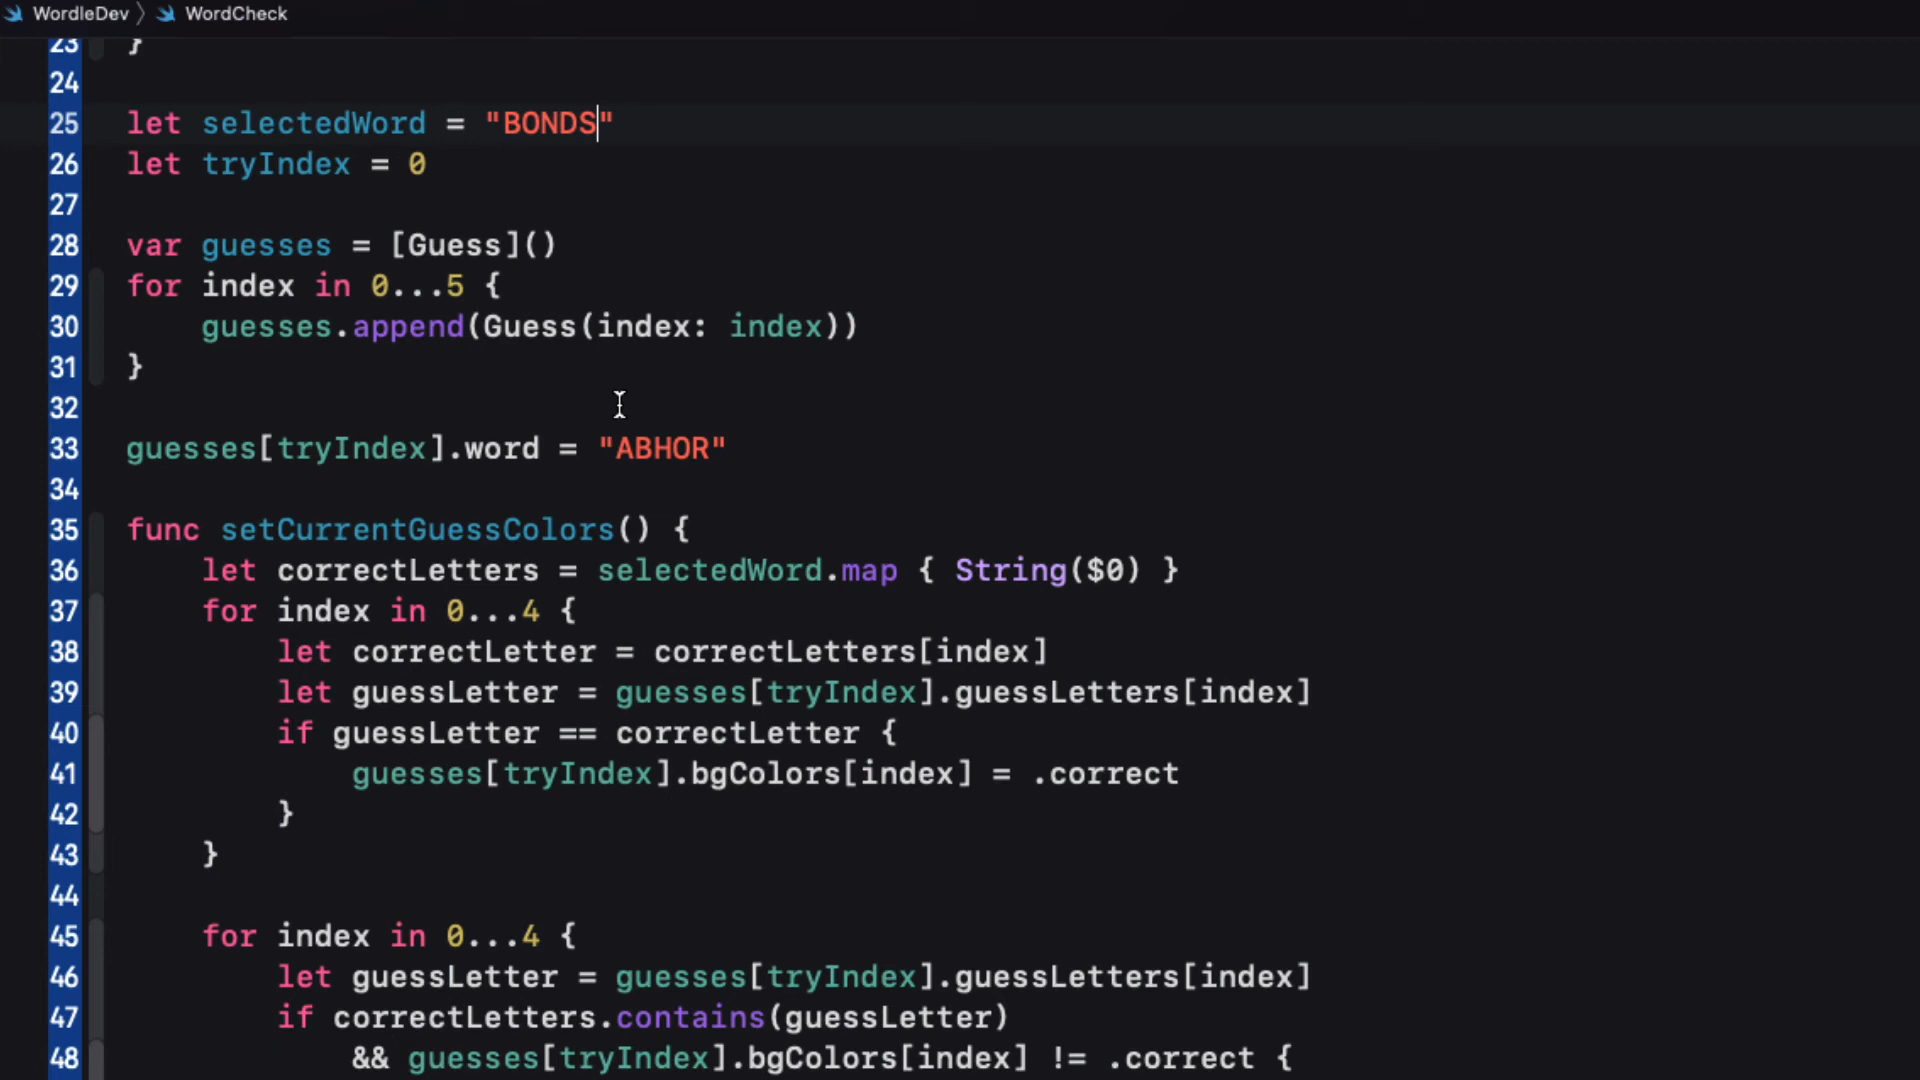 WordleDev 〉 WordCheck
23 }
24
25 let selectedWord = "BONDS"
26 let tryIndex = 0
27
28 var guesses = [Guess]()
29 for index in 0...5 {
30     guesses.append(Guess(index: index))
31 }
32
33 guesses[tryIndex].word = "ABHOR"
34
35 func setCurrentGuessColors() {
36     let correctLetters = selectedWord.map { String($0) }
37     for index in 0...4 {
38         let correctLetter = correctLetters[index]
39         let guessLetter = guesses[tryIndex].guessLetters[index]
40         if guessLetter == correctLetter {
41             guesses[tryIndex].bgColors[index] = .correct
42         }
43     }
44
45     for index in 0...4 {
46         let guessLetter = guesses[tryIndex].guessLetters[index]
47         if correctLetters.contains(guessLetter)
48             && guesses[tryIndex].bgColors[index] != .correct {